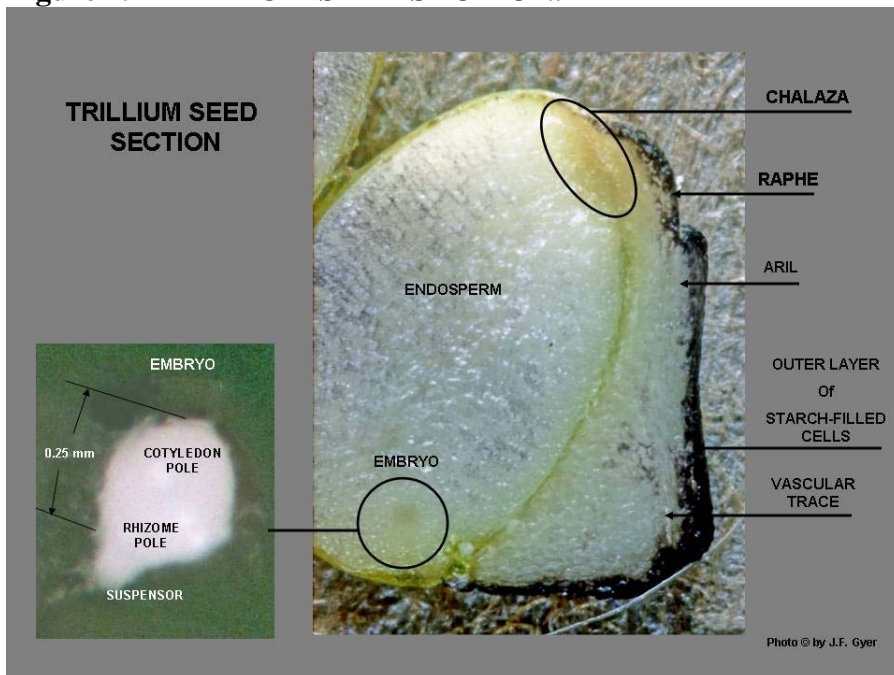 TRILLIUM SEED
SECTION
CHALAZA
RAPHE
ARIL
ENDOSPERM
OUTER LAYER
Of
STARCH-FILLED
CELLS
VASCULAR
TRACE
EMBRYO
EMBRYO
0.25 mm
COTYLEDON
POLE
RHIZOME
POLE
SUSPENSOR
Photo © by J.F. Gyer